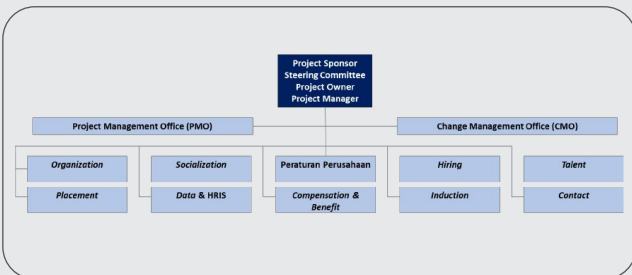 Project Sponsor
Steering Committee
Project Owner
Project Manager
Project Management Office (PMO)
Change Management Office (CMO)
Organization
Socialization
Peraturan Perusahaan
Hiring
Talent
Placement
Data & HRIS
Compensation &
Benefit
Induction
Contact